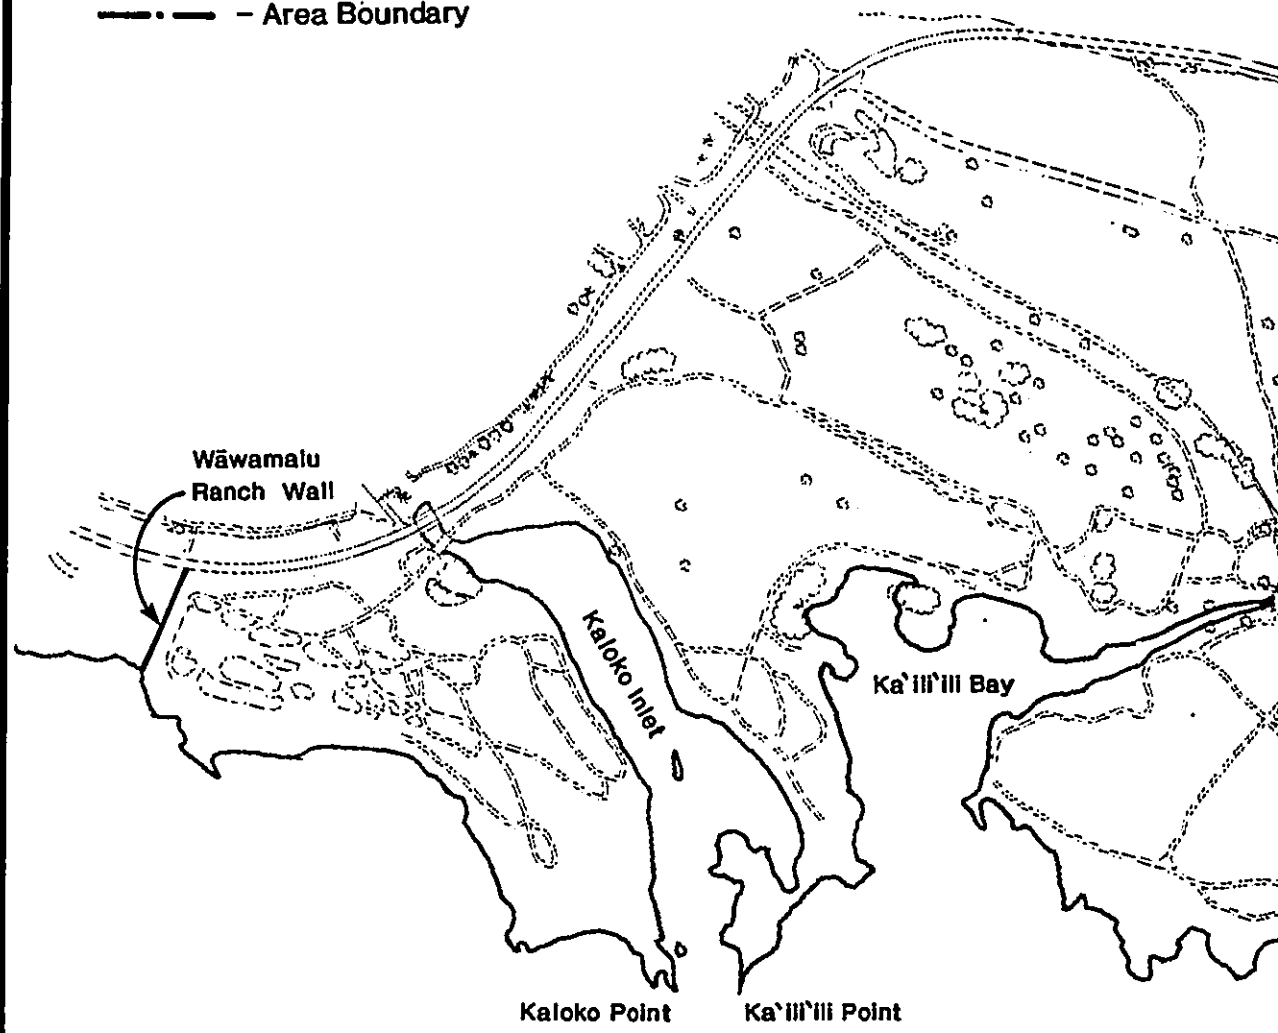 – Area Boundary
Wāwamalu
Ranch Wall
Kaloko Inlet
Ka`ili`ili Bay
Kaloko Point
Ka`ili`ili Point